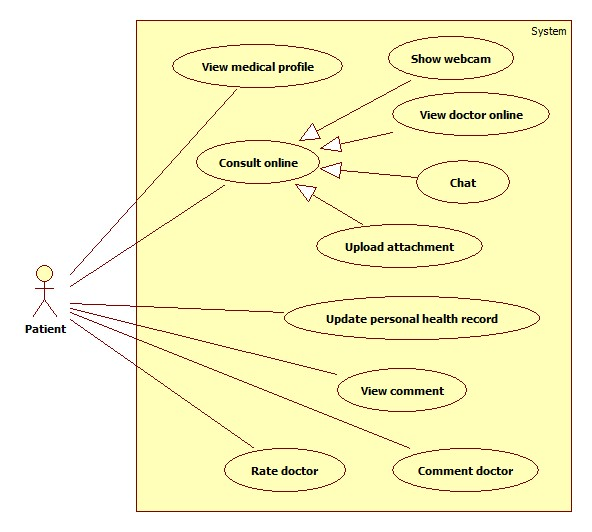 System
View medical profile
Show webcam
View doctor online
Consult online
Chat
Upload attachment
Patient
Update personal health record
View comment
Rate doctor
Comment doctor